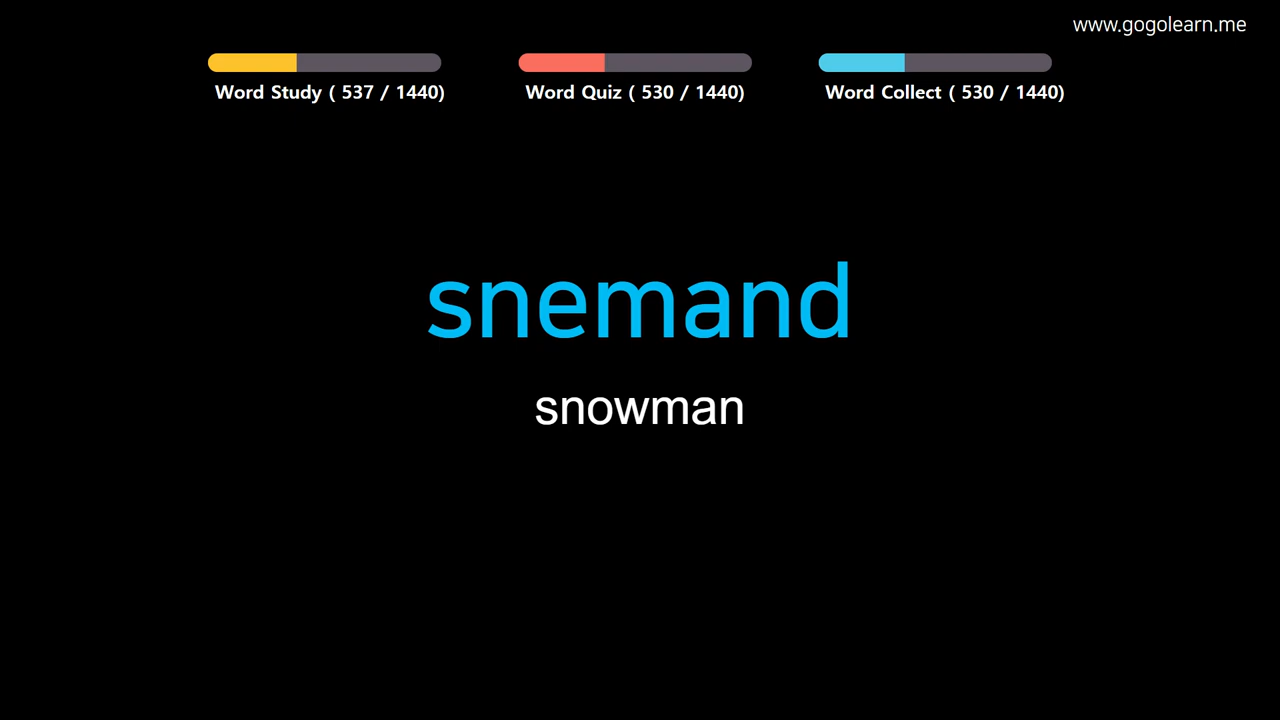 www.gogolearn.me
Word Study ( 537 / 1440)
Word Quiz ( 530 / 1440)
Word Collect ( 530 / 1440)
snemand
snowman